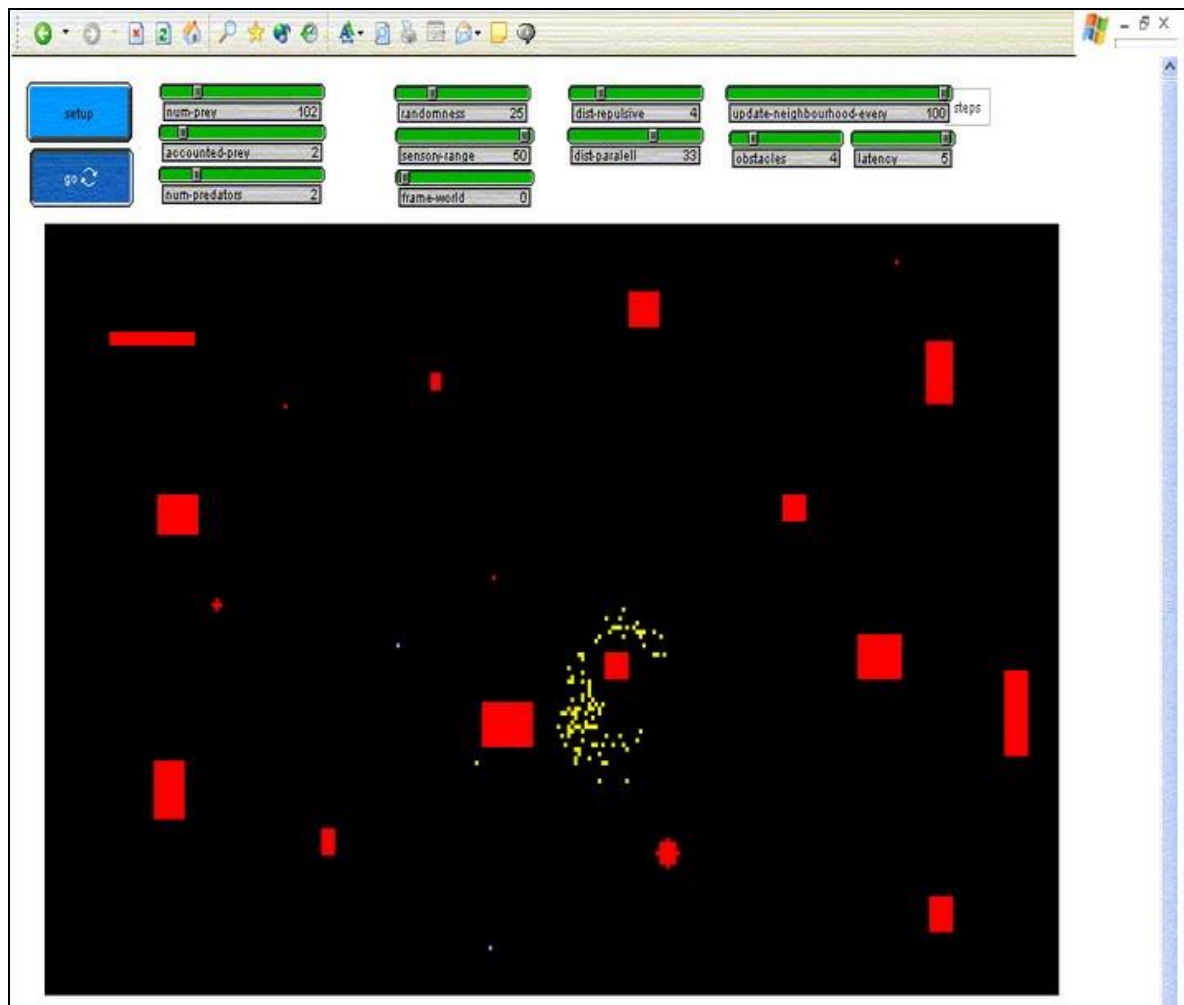 setup
num-prey 102
randomness 25
dist-repulsive 4
update-neighbourhood-every 100 steps
accounted-prey 2
sensory-range 50
dist-paralell 33
obstacles 4
latency 5
go
num-predators 2
frame-world 0